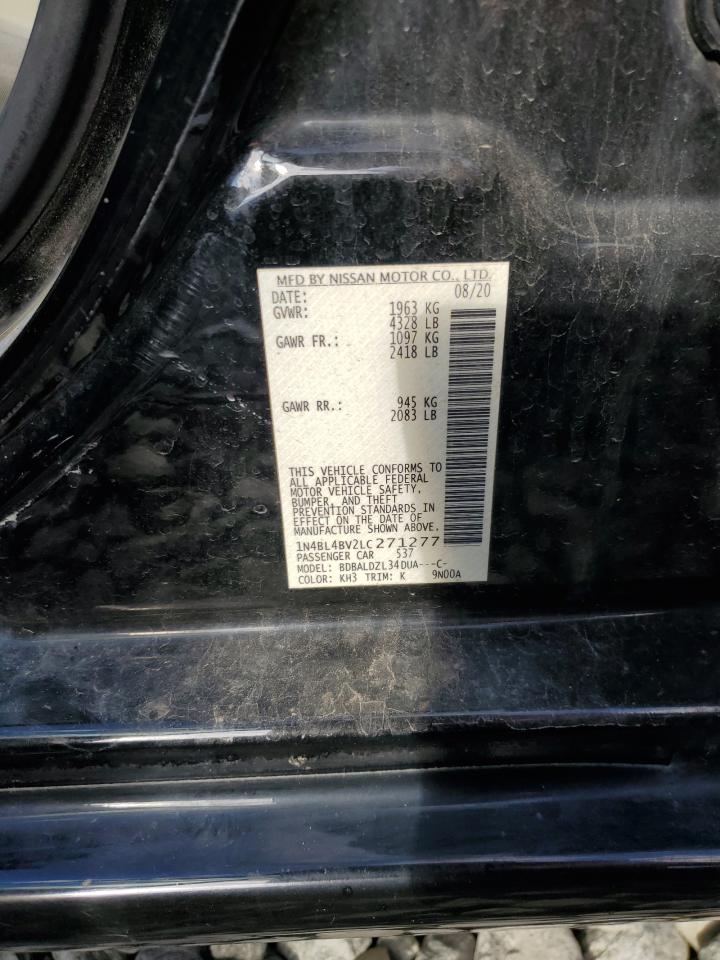 MFD BY NISSAN MOTOR CO., LTD.
DATE: 08/20
GVWR: 1963 KG
4328 LB
GAWR FR.: 1097 KG
2418 LB
GAWR RR.: 945 KG
2083 LB
THIS VEHICLE CONFORMS TO
ALL APPLICABLE FEDERAL
MOTOR VEHICLE SAFETY,
BUMPER, AND THEFT
PREVENTION STANDARDS IN
EFFECT ON THE DATE OF
MANUFACTURE SHOWN ABOVE.
1N4BL4BV2LC271277
PASSENGER CAR 537
MODEL: BDBALDZL34DUA---C-
COLOR: KH3 TRIM: K 9N00A